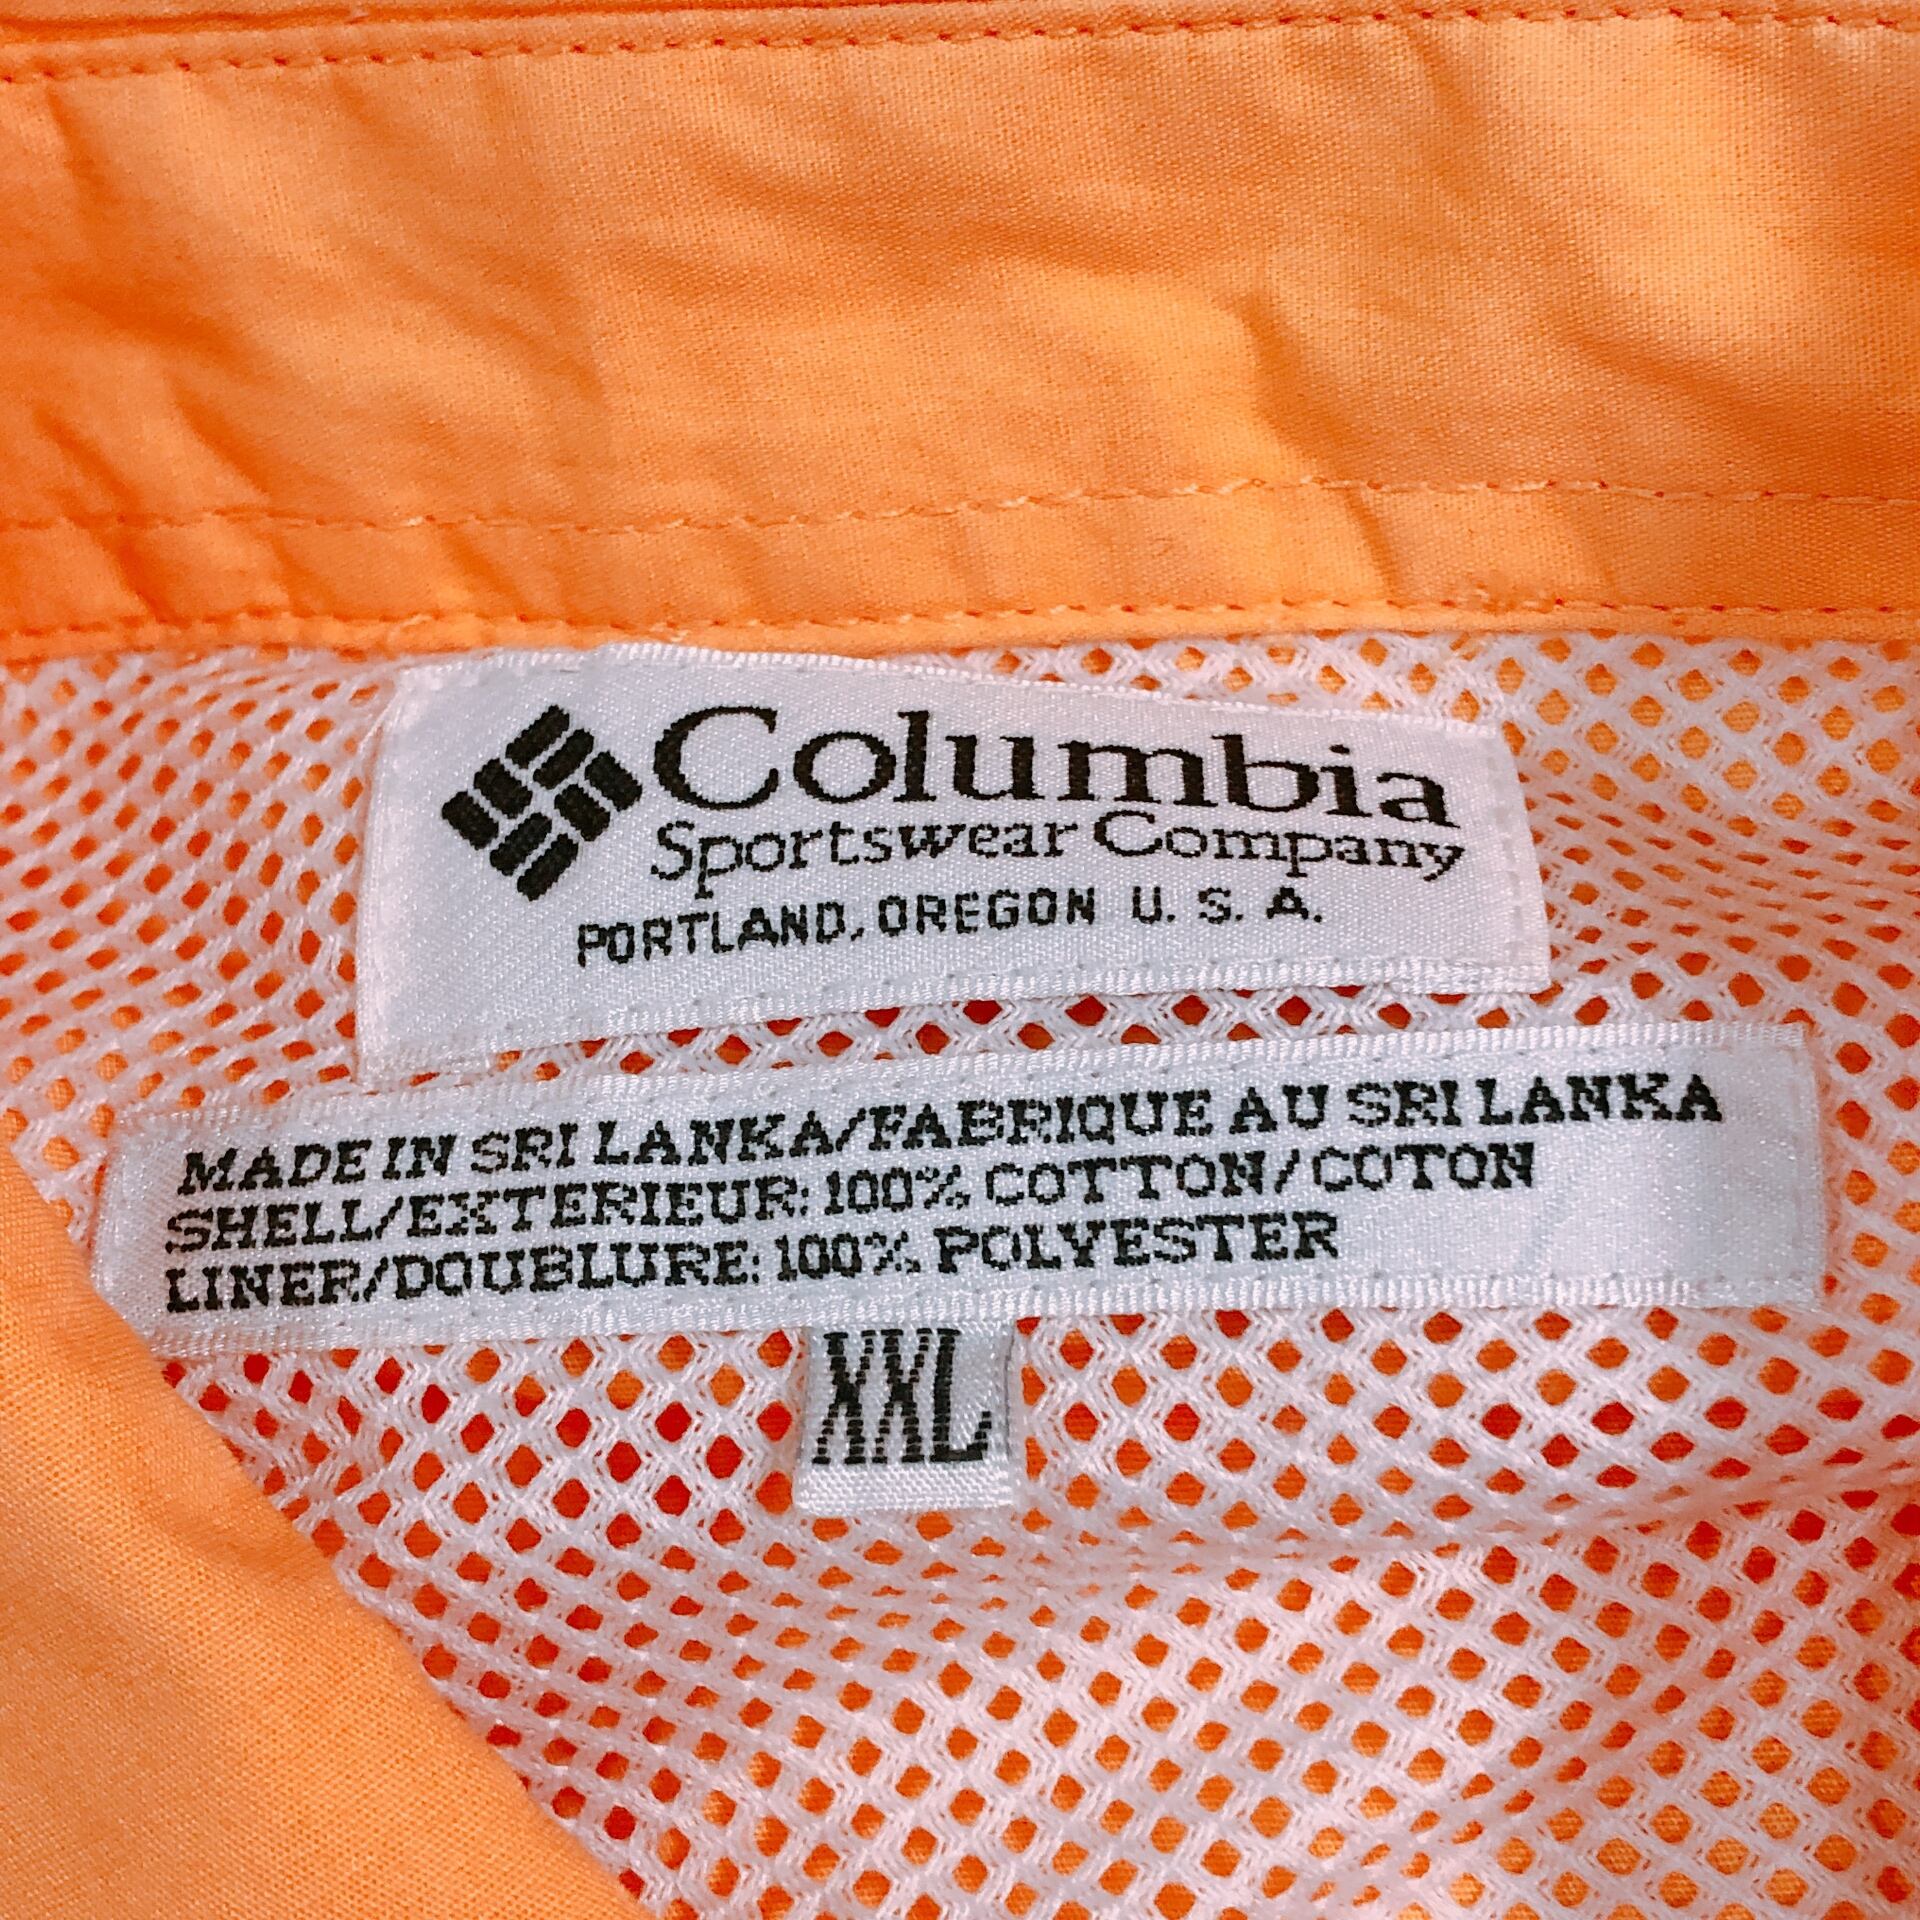 Columbia
Sportswear Company
PORTLAND, OREGON U. S. A.
MADE IN SRI LANKA/FABRIQUE AU SRI LANKA
SHELL/EXTERIEUR: 100% COTTON/COTON
LINER/DOUBLURE: 100% POLYESTER
XXL